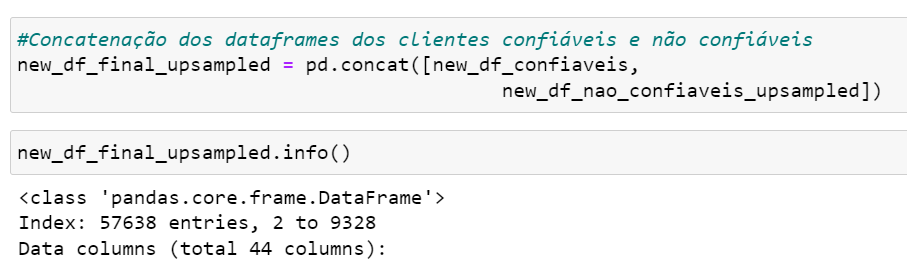 #Concatenação dos dataframes dos clientes confiáveis e não confiáveis
new_df_final_upsampled = pd.concat([new_df_confiaveis,
new_df_nao_confiaveis_upsampled])
new_df_final_upsampled.info()
<class 'pandas.core.frame.DataFrame'>
Index: 57638 entries, 2 to 9328
Data columns (total 44 columns):